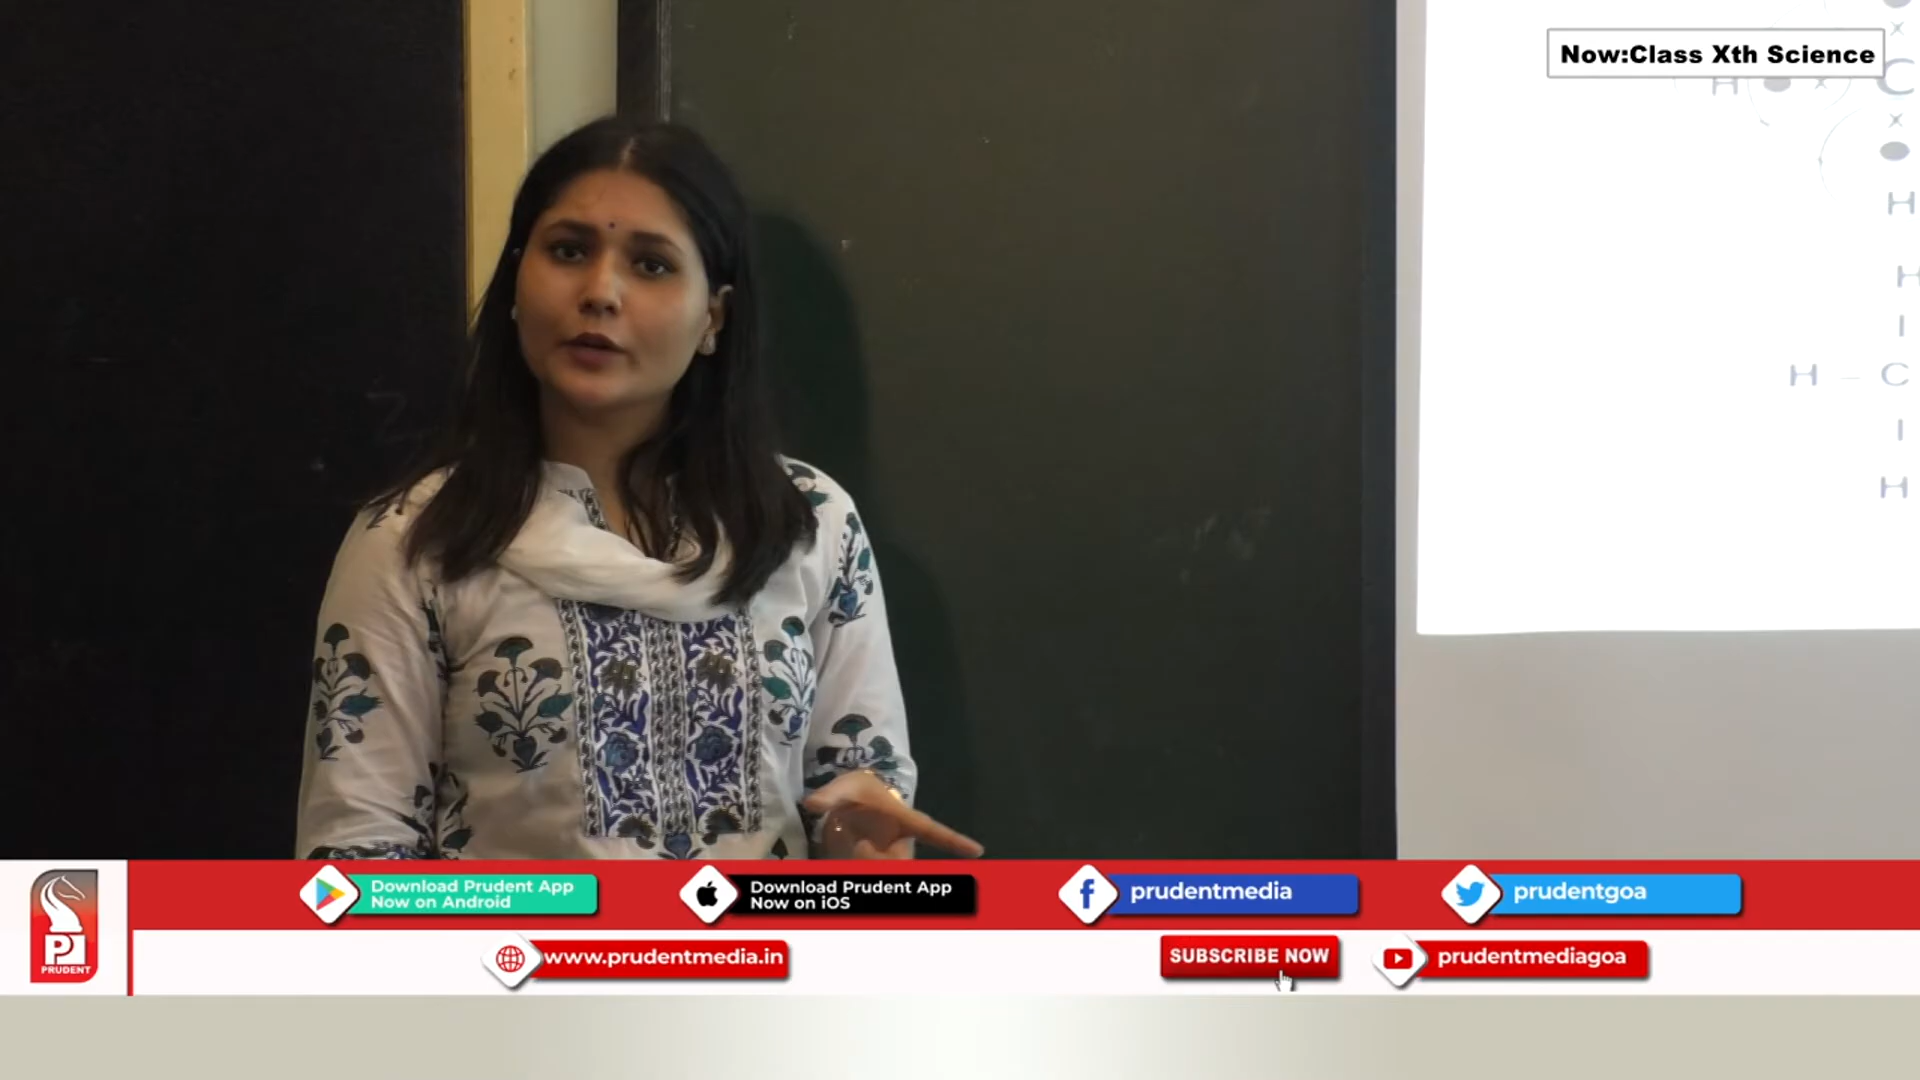 Now:Class Xth Science
H
C
H
H
H – C
H
Download Prudent App
Now on Android
Download Prudent App
Now on iOS
prudentmedia
prudentgoa
PRUDENT
www.prudentmedia.in
SUBSCRIBE NOW
prudentmediagoa